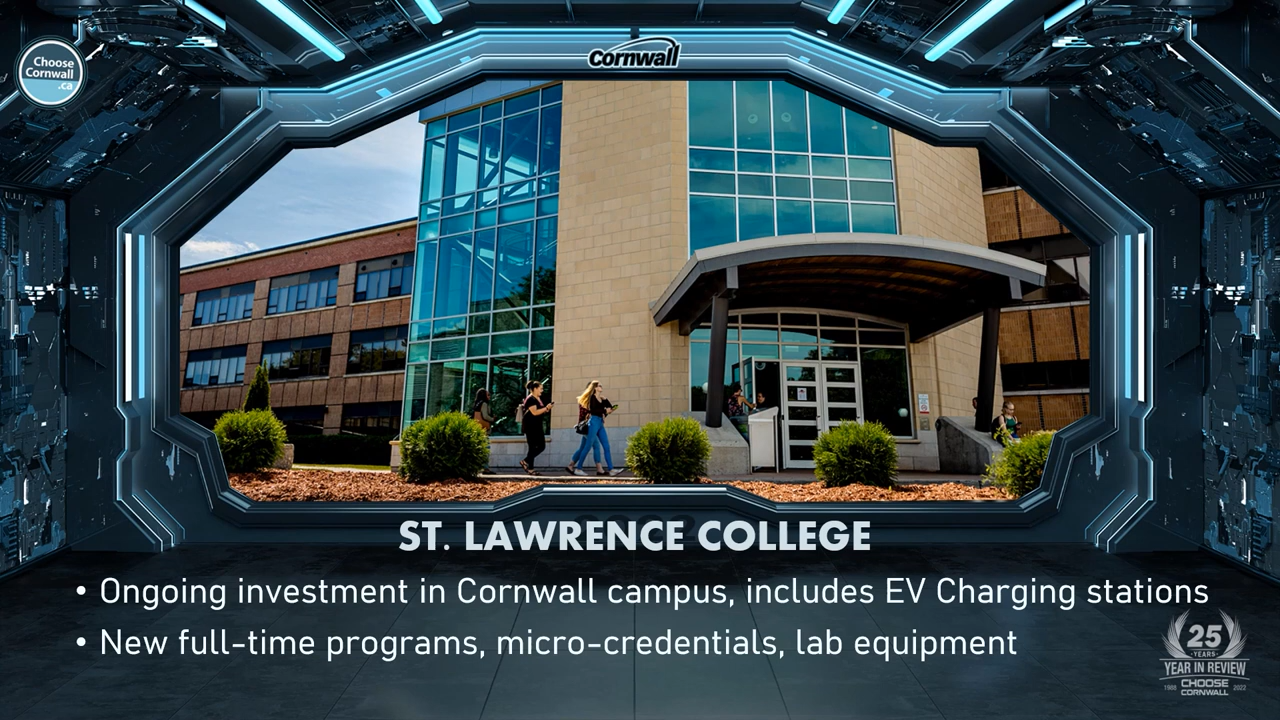 Choose
Cornwall
.ca
Cornwall
ST. LAWRENCE COLLEGE
• Ongoing investment in Cornwall campus, includes EV Charging stations
• New full-time programs, micro-credentials, lab equipment
25
YEARS
YEAR IN REVIEW
CHOOSE
CORNWALL
2022